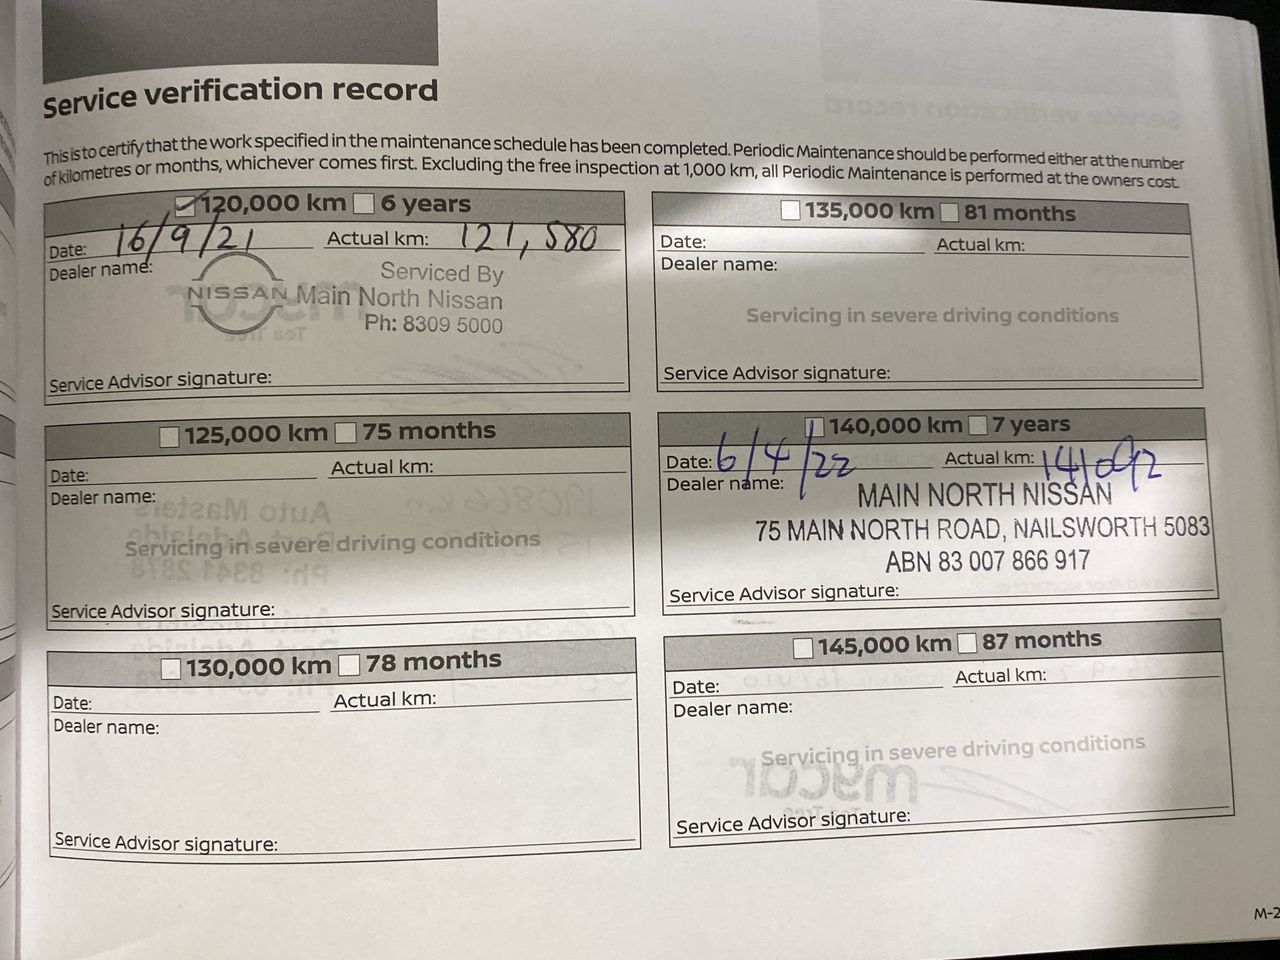 Service verification record
This is to certify that the work specified in the maintenance schedule has been completed. Periodic Maintenance should be performed either at the number
of kilometres or months, whichever comes first. Excluding the free inspection at 1,000 km, all Periodic Maintenance is performed at the owners cost.
120,000 km 6 years
Date: 16/9/21 Actual km: 121,580
Dealer name:
Serviced By
NISSAN Main North Nissan
Ph: 8309 5000
Service Advisor signature:
125,000 km 75 months
Date: Actual km:
Dealer name:
Servicing in severe driving conditions
Service Advisor signature:
130,000 km 78 months
Date: Actual km:
Dealer name:
Service Advisor signature:
135,000 km 81 months
Date: Actual km:
Dealer name:
Servicing in severe driving conditions
Service Advisor signature:
140,000 km 7 years
Date: 6/4/22 Actual km: 141092
Dealer name:
MAIN NORTH NISSAN
75 MAIN NORTH ROAD, NAILSWORTH 5083
ABN 83 007 866 917
Service Advisor signature:
145,000 km 87 months
Date: Actual km:
Dealer name:
Servicing in severe driving conditions
Service Advisor signature: